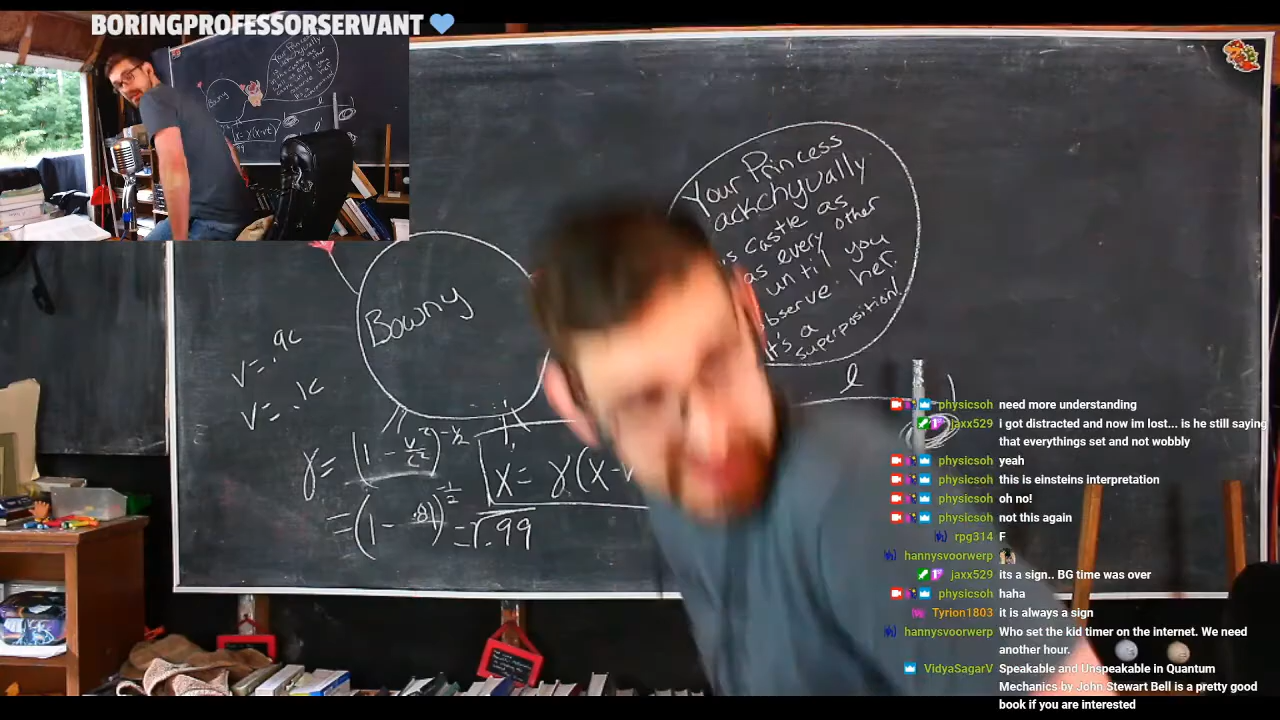 BORINGPROFESSORSERVANT 💙
Your Princess
ackchyually
is castle as
as every other
until you
bserve her.
It's a
superposition!
Bowny
v = .9c
v = .1c
l
γ = (1 - v²/c²)^-1/2
x = γ(x-v
= (1 - .81)^-1/2 = √.99
physicsoh need more understanding
jaxx529 i got distracted and now im lost... is he still saying
that everythings set and not wobbly
physicsoh yeah
physicsoh this is einsteins interpretation
physicsoh oh no!
physicsoh not this again
rpg314 F
hannysvoorwerp
jaxx529 its a sign.. BG time was over
physicsoh haha
Tyrion1803 it is always a sign
hannysvoorwerp Who set the kid timer on the internet. We need
another hour.
VidyaSagarV Speakable and Unspeakable in Quantum
Mechanics by John Stewart Bell is a pretty good
book if you are interested